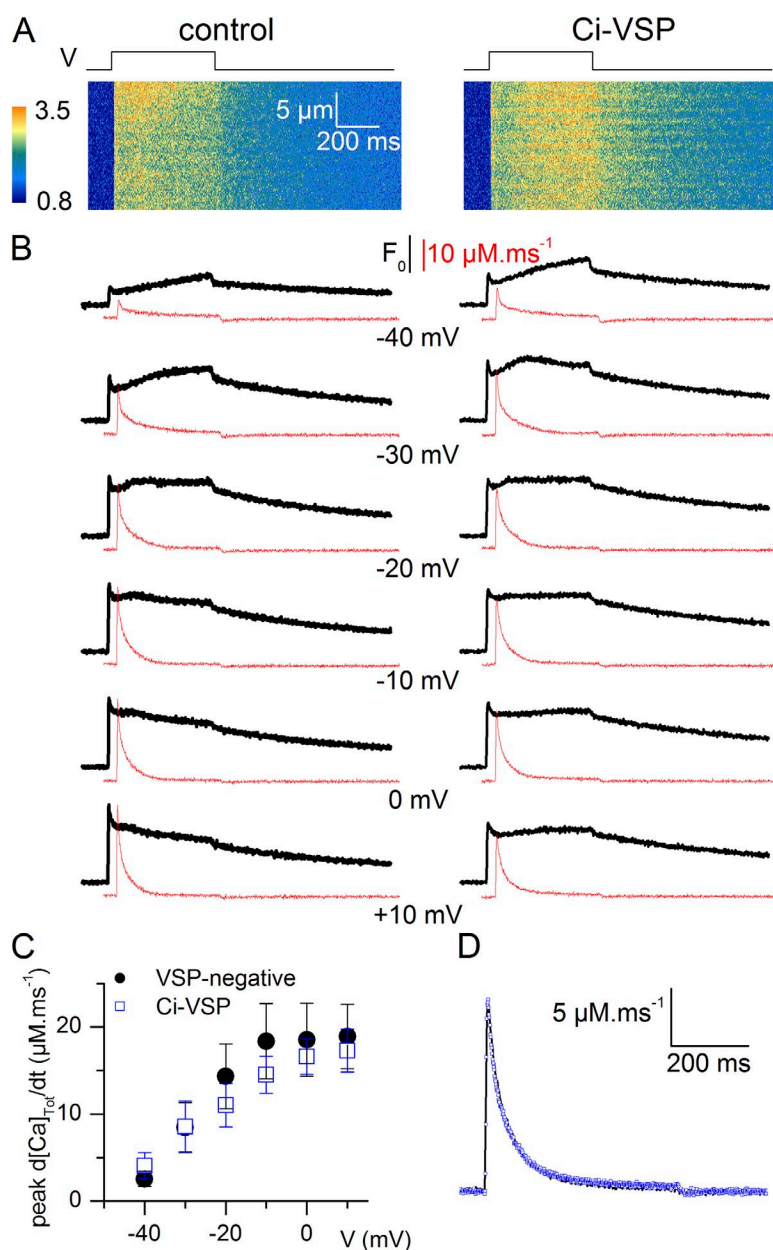 A
control
Ci-VSP
V
3.5
0.8
5 µm
200 ms
B
F0
10 µM.ms-1
-40 mV
-30 mV
-20 mV
-10 mV
0 mV
+10 mV
C
VSP-negative
Ci-VSP
peak d[Ca]Tot/dt (µM.ms-1)
20
10
0
-40
-20
0
V (mV)
D
5 µM.ms-1
200 ms